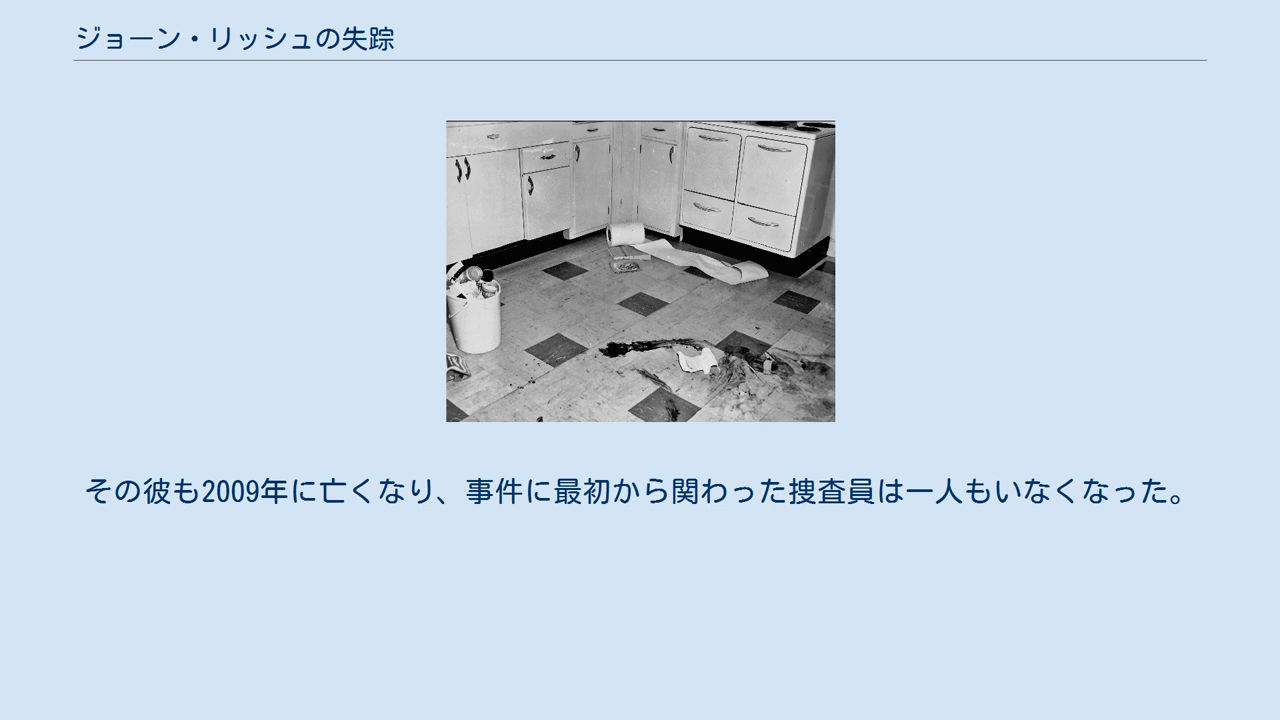 ジョーン・リッシュの失踪
その彼も2009年に亡くなり、事件に最初から関わった捜査員は一人もいなくなった。